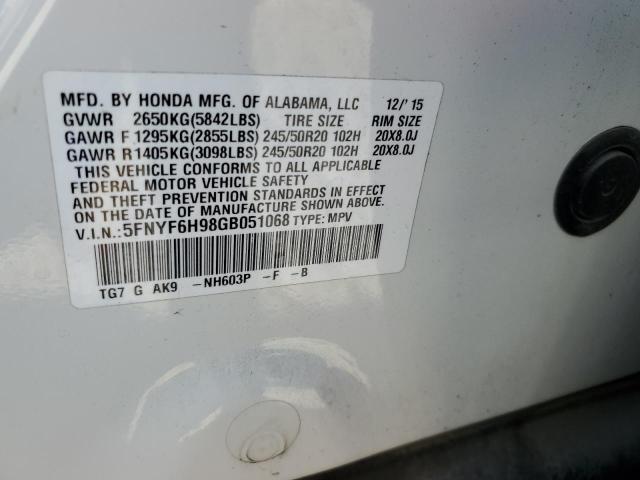 MFD. BY HONDA MFG. OF ALABAMA, LLC 12/'15
GVWR 2650KG(5842LBS) TIRE SIZE RIM SIZE
GAWR F 1295KG(2855LBS) 245/50R20 102H 20X8.0J
GAWR R1405KG(3098LBS) 245/50R20 102H 20X8.0J
THIS VEHICLE CONFORMS TO ALL APPLICABLE
FEDERAL MOTOR VEHICLE SAFETY
AND THEFT PREVENTION STANDARDS IN EFFECT
ON THE DATE OF MANUFACTURE SHOWN ABOVE.
V.I.N.:5FNYF6H98GB051068 TYPE: MPV
TG7 G AK9 -NH603P -F -B